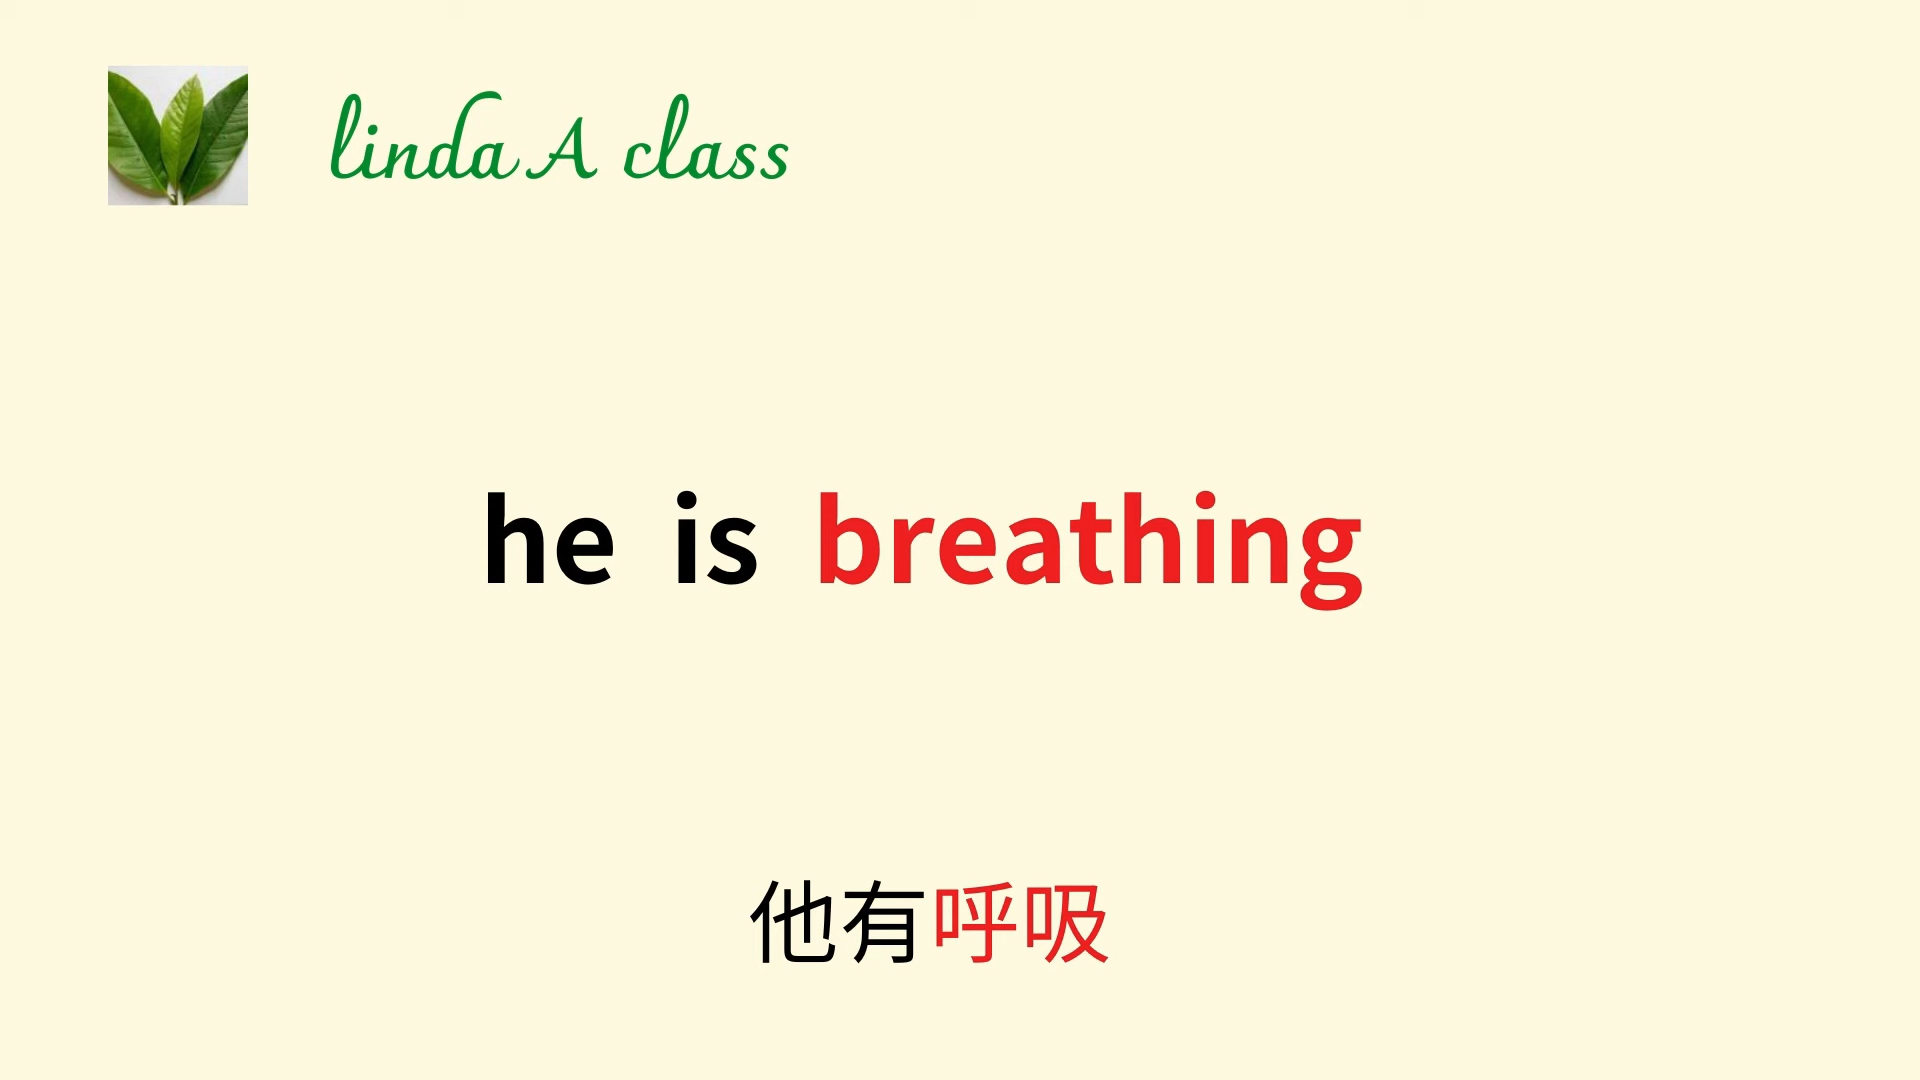 linda A class
he is breathing
他有呼吸